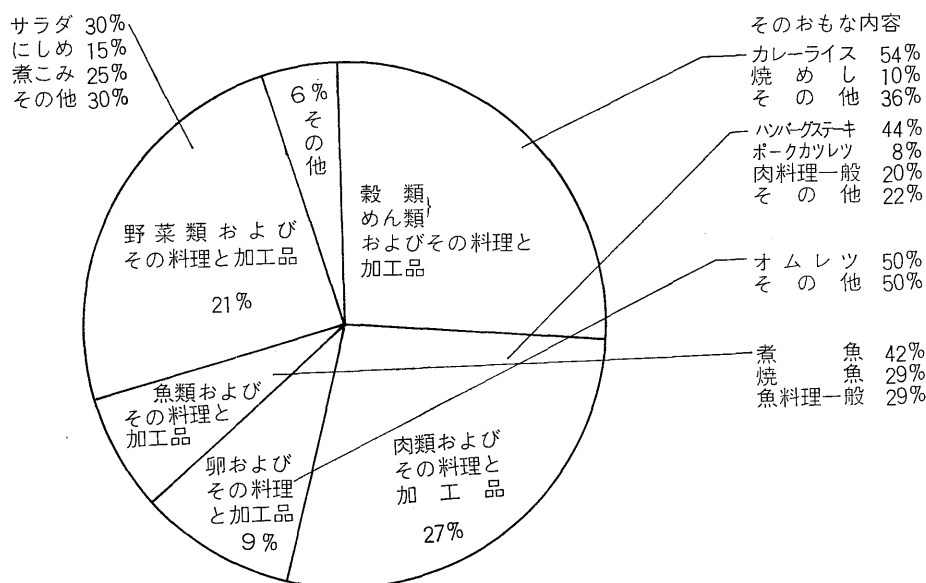 サラダ 30%
にしめ 15%
煮こみ 25%
その他 30%
そのおもな内容
カレーライス 54%
焼めし 10%
その他 36%
ハンバーグステーキ 44%
ポークカツレツ 8%
肉料理一般 20%
その他 22%
オムレツ 50%
その他 50%
煮魚 42%
焼魚 29%
魚料理一般 29%
6%
その他
穀類
めん類}
およびその料理と
加工品
野菜類および
その料理と加工品
21%
魚類および
その料理と
加工品
卵および
その料理
と加工品
9%
肉類および
その料理と
加工品
27%